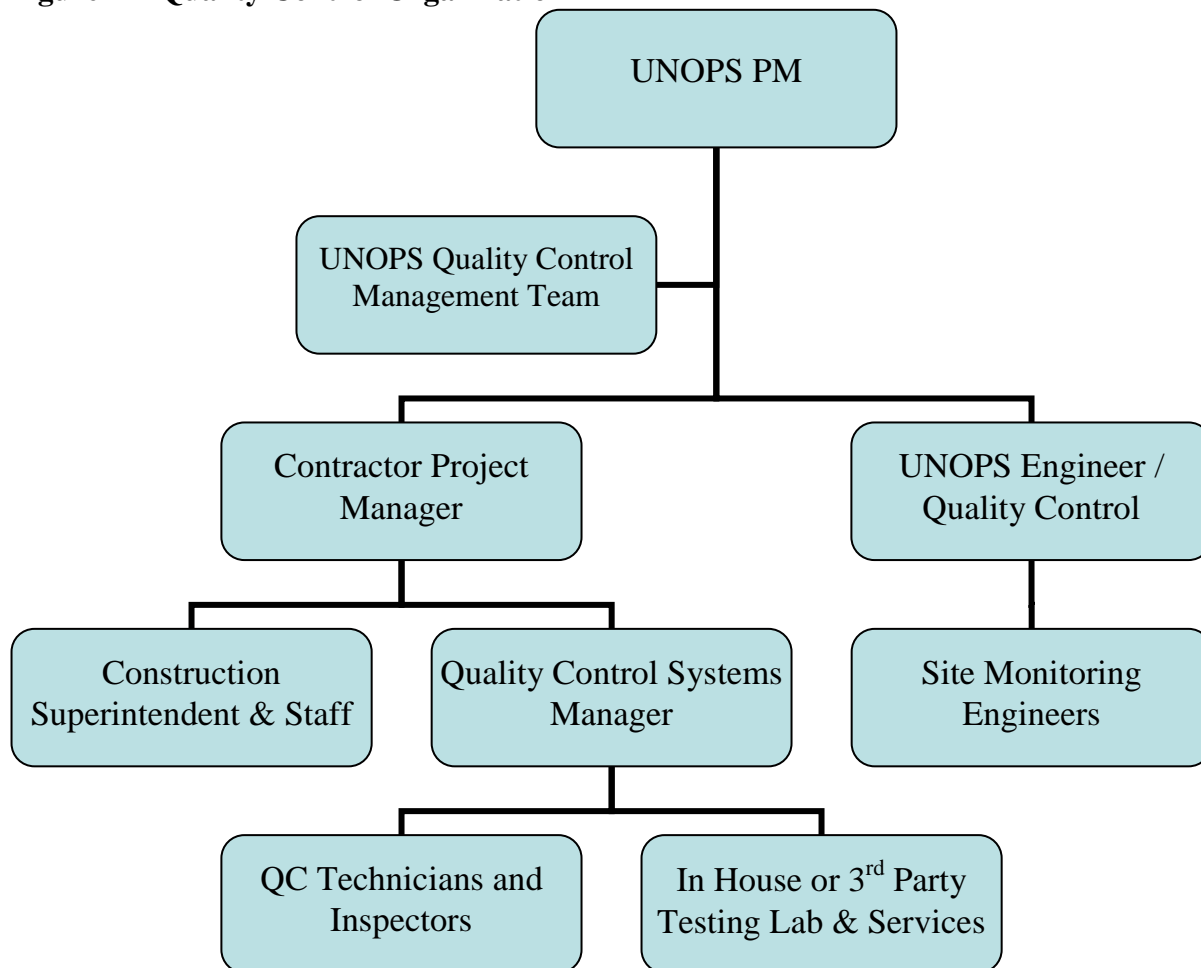 UNOPS PM
UNOPS Quality Control
Management Team
Contractor Project
Manager
UNOPS Engineer /
Quality Control
Construction
Superintendent & Staff
Quality Control Systems
Manager
Site Monitoring
Engineers
QC Technicians and
Inspectors
In House or 3rd Party
Testing Lab & Services